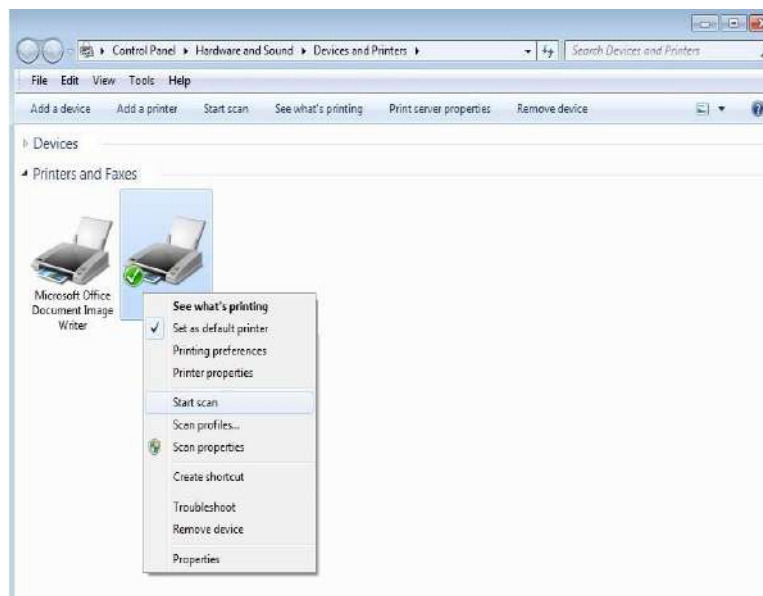 Control Panel ▸ Hardware and Sound ▸ Devices and Printers ▸
Search Devices and Printers
File Edit View Tools Help
Add a device Add a printer Start scan See what's printing Print server properties Remove device
Devices
Printers and Faxes
Microsoft Office
Document Image
Writer
See what's printing
Set as default printer
Printing preferences
Printer properties
Start scan
Scan profiles...
Scan properties
Create shortcut
Troubleshoot
Remove device
Properties